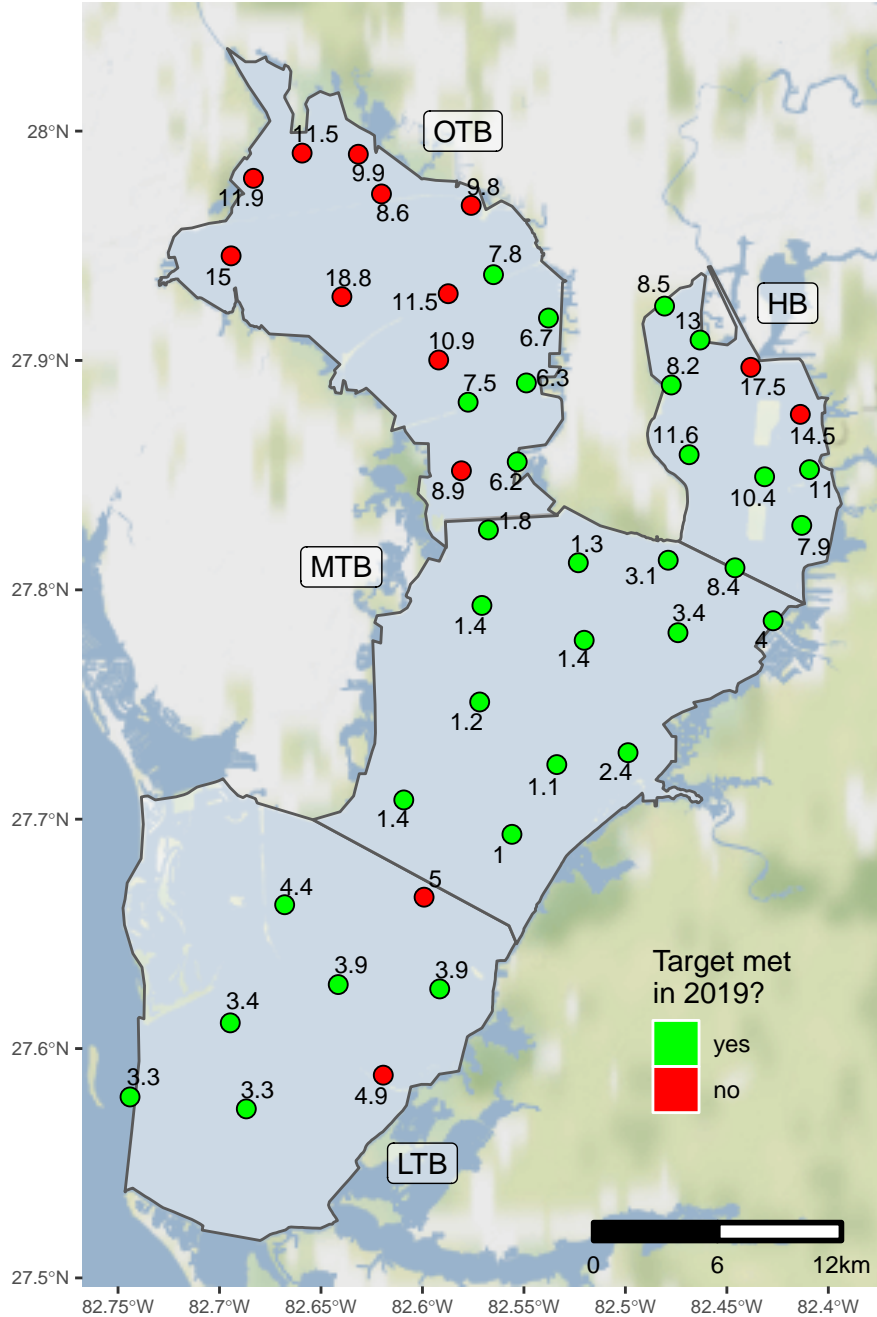 OTB
28°N
11.5
9.9
11.9
8.6
9.8
15
18.8
7.8
11.5
6.7
8.5
13
HB
10.9
27.9°N
8.2
17.5
7.5
6.3
11.6
14.5
8.9
6.2
10.4
11
1.8
7.9
MTB
1.3
3.1
8.4
27.8°N
1.4
1.4
3.4
4
1.2
1.1
2.4
1.4
1
27.7°N
4.4
5
3.9
3.9
3.4
Target met
in 2019?
yes
no
27.6°N
3.3
3.3
4.9
LTB
0 6 12km
27.5°N
82.75°W 82.7°W 82.65°W 82.6°W 82.55°W 82.5°W 82.45°W 82.4°W